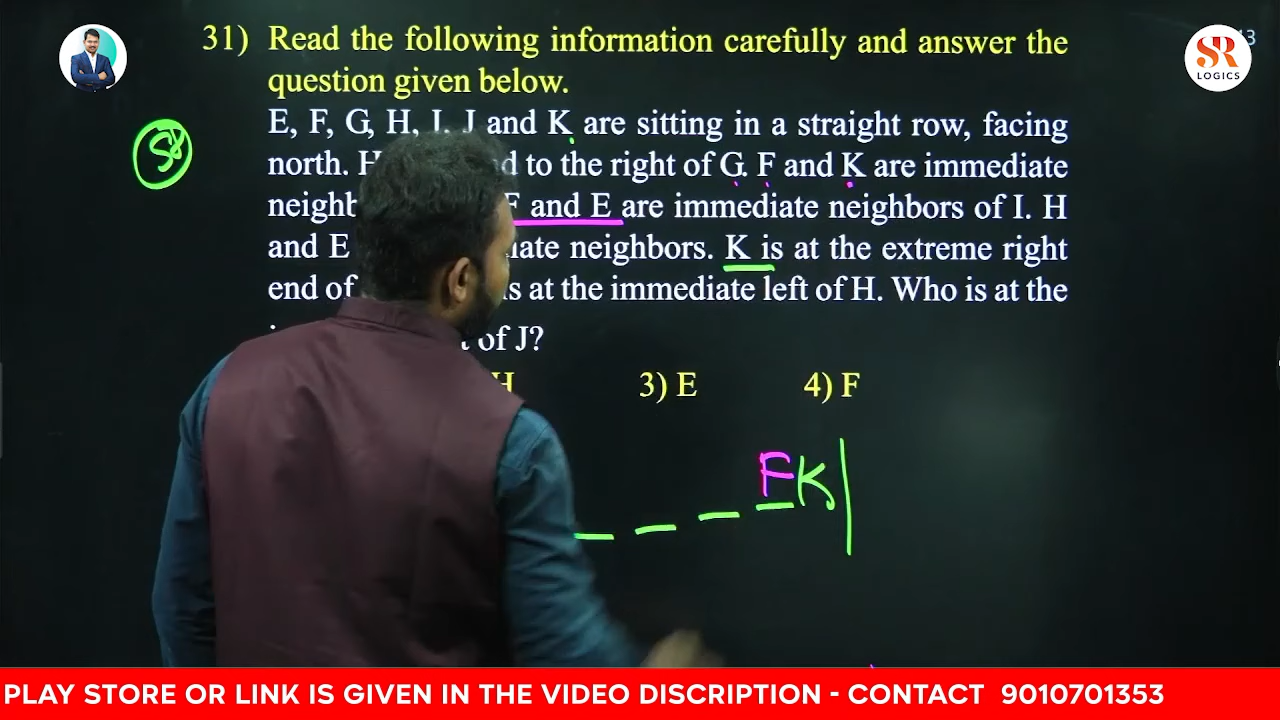 SR
LOGICS
13
31) Read the following information carefully and answer the
question given below.
E, F, G, H, I, J and K are sitting in a straight row, facing
north. H to the right of G. F and K are immediate
and E are immediate neighbors of I. H
and E neighbors. K is at the extreme right
end of is at the immediate left of H. Who is at the
of J?
H 3) E 4) F
58
F K
PLAY STORE OR LINK IS GIVEN IN THE VIDEO DISCRIPTION - CONTACT 9010701353